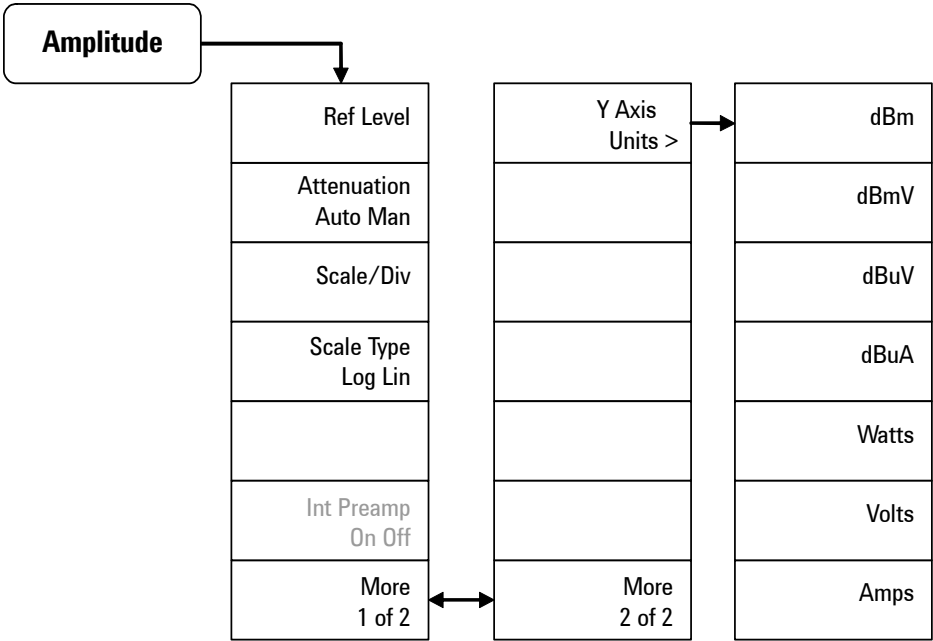 Amplitude
Ref Level
Attenuation
Auto Man
Scale/Div
Scale Type
Log Lin
Int Preamp
On Off
More
1 of 2
Y Axis
Units >
More
2 of 2
dBm
dBmV
dBuV
dBuA
Watts
Volts
Amps